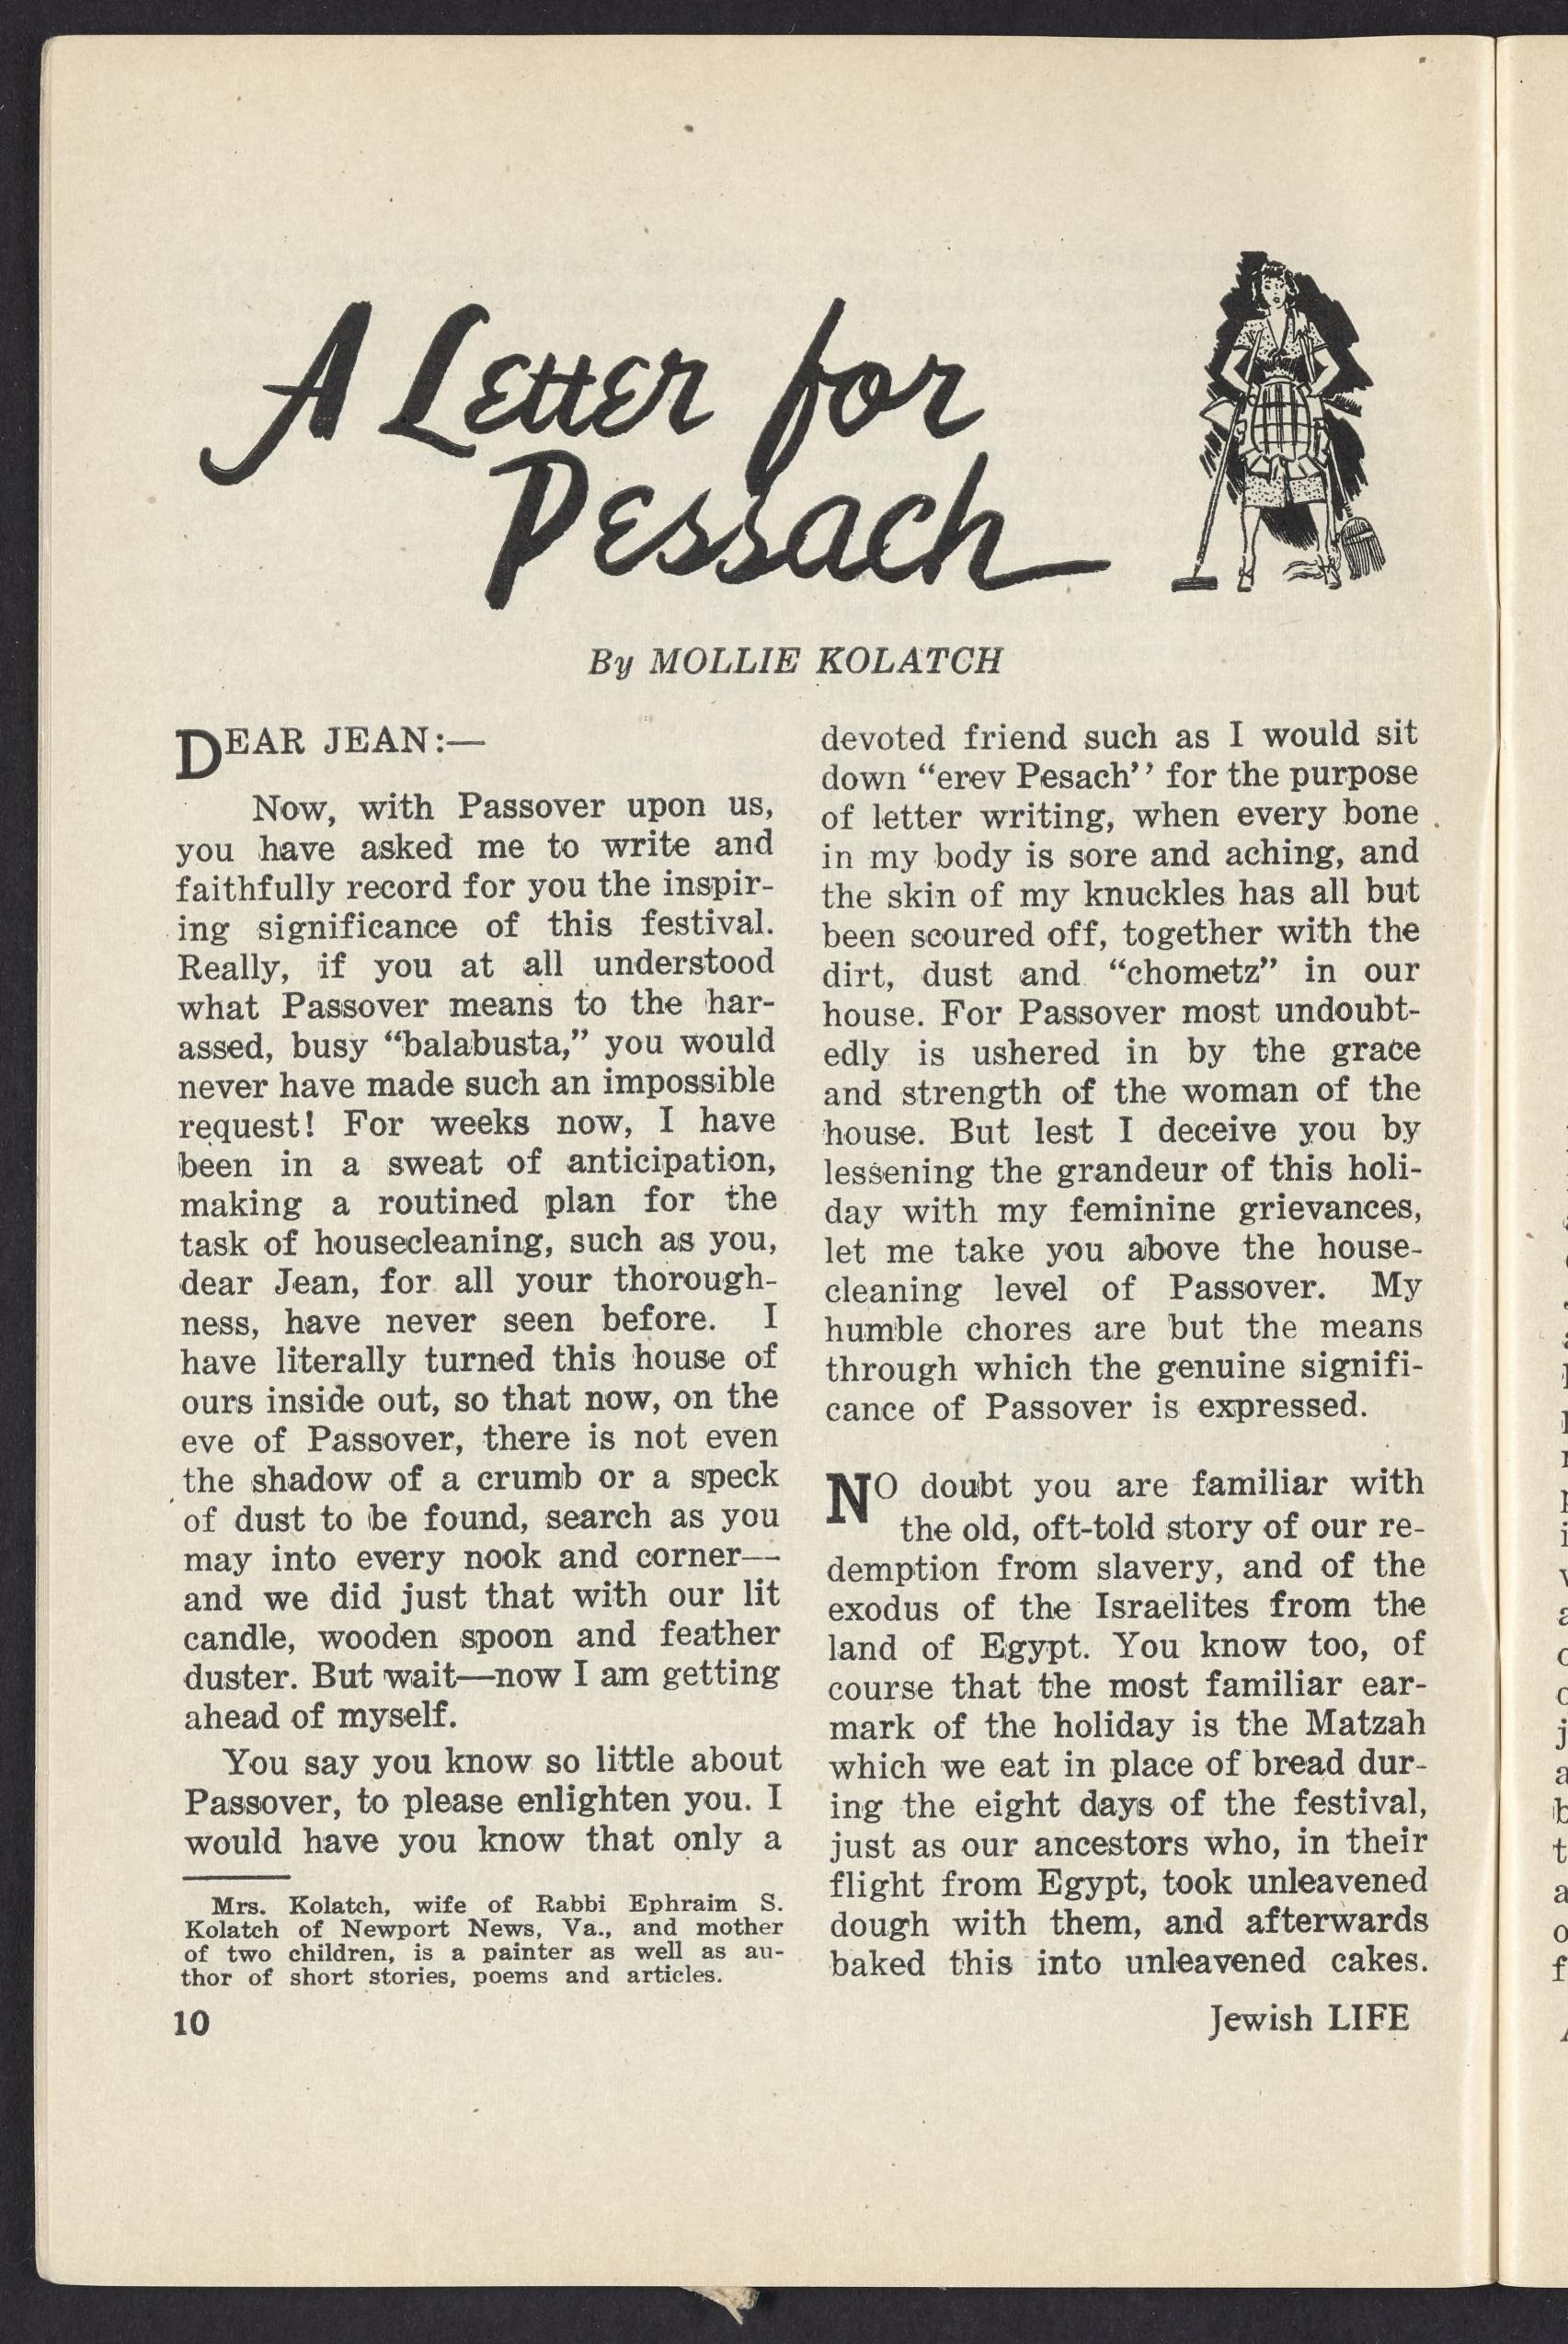 A Letter for
Pessach
By MOLLIE KOLATCH
DEAR JEAN:—
Now, with Passover upon us,
you have asked me to write and
faithfully record for you the inspir-
ing significance of this festival.
Really, if you at all understood
what Passover means to the har-
assed, busy “balabusta,” you would
never have made such an impossible
request! For weeks now, I have
been in a sweat of anticipation,
making a routined plan for the
task of housecleaning, such as you,
dear Jean, for all your thorough-
ness, have never seen before. I
have literally turned this house of
ours inside out, so that now, on the
eve of Passover, there is not even
the shadow of a crumb or a speck
of dust to be found, search as you
may into every nook and corner—
and we did just that with our lit
candle, wooden spoon and feather
duster. But wait—now I am getting
ahead of myself.
You say you know so little about
Passover, to please enlighten you. I
would have you know that only a
Mrs. Kolatch, wife of Rabbi Ephraim S.
Kolatch of Newport News, Va., and mother
of two children, is a painter as well as au-
thor of short stories, poems and articles.
devoted friend such as I would sit
down “erev Pesach’’ for the purpose
of letter writing, when every bone
in my body is sore and aching, and
the skin of my knuckles has all but
been scoured off, together with the
dirt, dust and “chometz” in our
house. For Passover most undoubt-
edly is ushered in by the grace
and strength of the woman of the
house. But lest I deceive you by
lessening the grandeur of this holi-
day with my feminine grievances,
let me take you above the house-
cleaning level of Passover. My
humble chores are but the means
through which the genuine signifi-
cance of Passover is expressed.
NO doubt you are familiar with
the old, oft-told story of our re-
demption from slavery, and of the
exodus of the Israelites from the
land of Egypt. You know too, of
course that the most familiar ear-
mark of the holiday is the Matzah
which we eat in place of bread dur-
ing the eight days of the festival,
just as our ancestors who, in their
flight from Egypt, took unleavened
dough with them, and afterwards
baked this into unleavened cakes.
10
Jewish LIFE